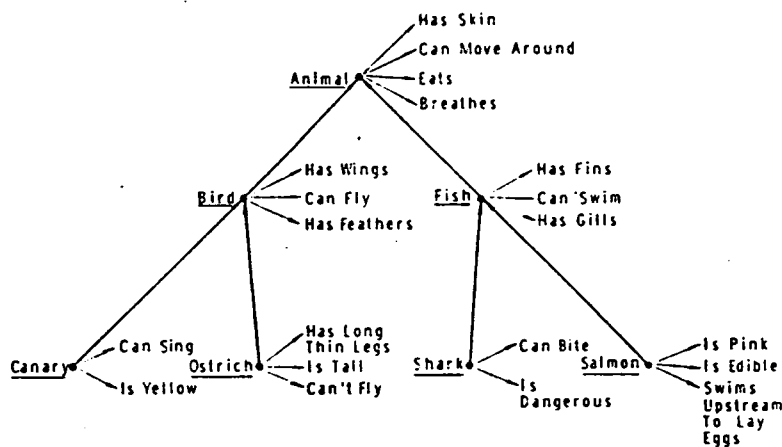 Has Skin
Can Move Around
Animal
Eats
Breathes
Has Wings
Bird
Can Fly
Has Feathers
Has Fins
Fish
Can Swim
Has Gills
Canary
Can Sing
Is Yellow
Ostrich
Has Long
Thin Legs
Is Tall
Can't Fly
Shark
Can Bite
Is
Dangerous
Salmon
Is Pink
Is Edible
Swims
Upstream
To Lay
Eggs